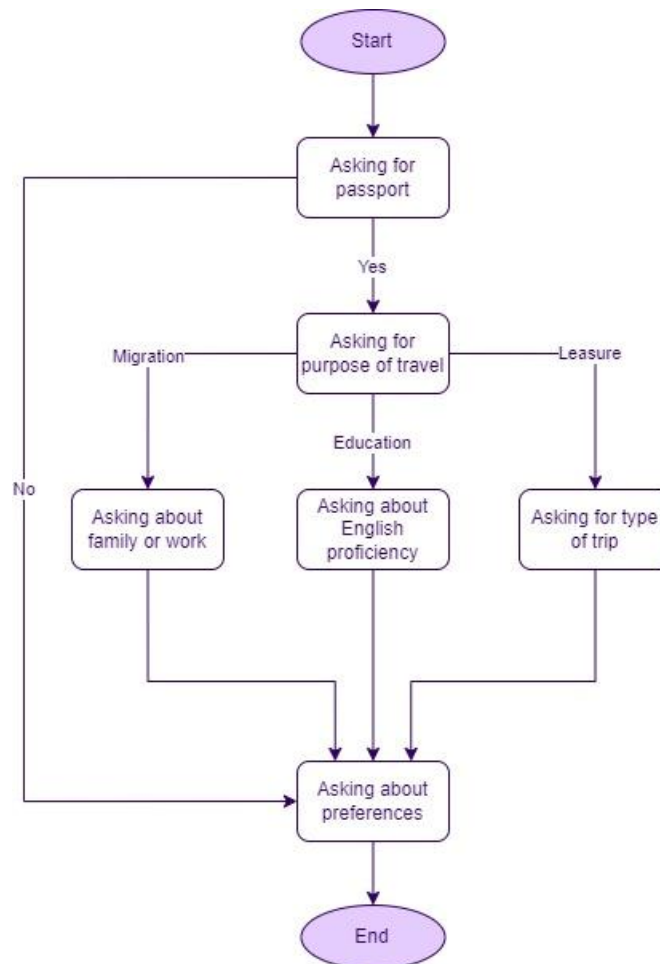 Start
Asking for
passport
Yes
Asking for
purpose of travel
Migration
Leasure
Education
No
Asking about
family or work
Asking about
English
proficiency
Asking for type
of trip
Asking about
preferences
End